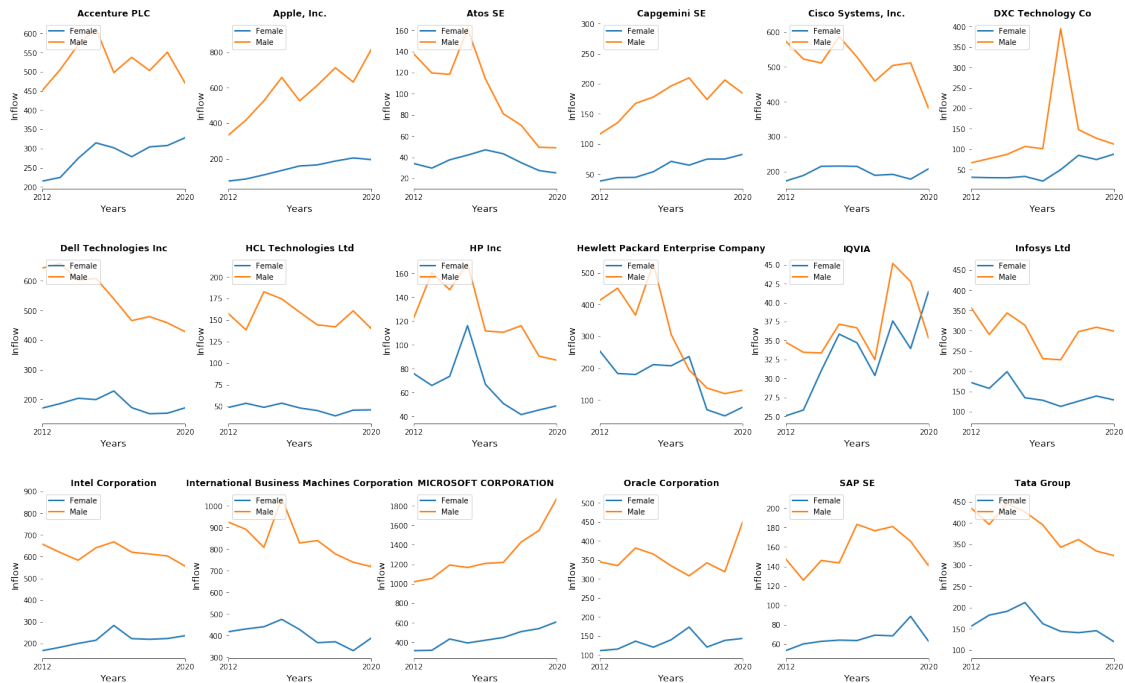 Accenture PLC
Female
Male
600
550
500
450
400
350
300
250
200
Inflow
2012
2020
Years
Apple, Inc.
Female
Male
800
600
400
200
Inflow
2012
2020
Years
Atos SE
Female
Male
160
140
120
100
80
60
40
20
Inflow
2012
2020
Years
Capgemini SE
Female
Male
300
250
200
150
100
50
Inflow
2012
2020
Years
Cisco Systems, Inc.
Female
Male
600
500
400
300
200
Inflow
2012
2020
Years
DXC Technology Co
Female
Male
400
350
300
250
200
150
100
50
Inflow
2012
2020
Years
Dell Technologies Inc
Female
Male
600
500
400
300
200
Inflow
2012
2020
Years
HCL Technologies Ltd
Female
Male
200
175
150
125
100
75
50
Inflow
2012
2020
Years
HP Inc
Female
Male
160
140
120
100
80
60
40
Inflow
2012
2020
Years
Hewlett Packard Enterprise Company
Female
Male
500
400
300
200
100
Inflow
2012
2020
Years
IQVIA
Female
Male
45.0
42.5
40.0
37.5
35.0
32.5
30.0
27.5
25.0
Inflow
2012
2020
Years
Infosys Ltd
Female
Male
450
400
350
300
250
200
150
100
Inflow
2012
2020
Years
Intel Corporation
Female
Male
900
800
700
600
500
400
300
200
Inflow
2012
2020
Years
International Business Machines Corporation
Female
Male
1000
900
800
700
600
500
400
300
Inflow
2012
2020
Years
MICROSOFT CORPORATION
Female
Male
1800
1600
1400
1200
1000
800
600
400
Inflow
2012
2020
Years
Oracle Corporation
Female
Male
500
450
400
350
300
250
200
150
100
Inflow
2012
2020
Years
SAP SE
Female
Male
200
180
160
140
120
100
80
60
Inflow
2012
2020
Years
Tata Group
Female
Male
450
400
350
300
250
200
150
100
Inflow
2012
2020
Years